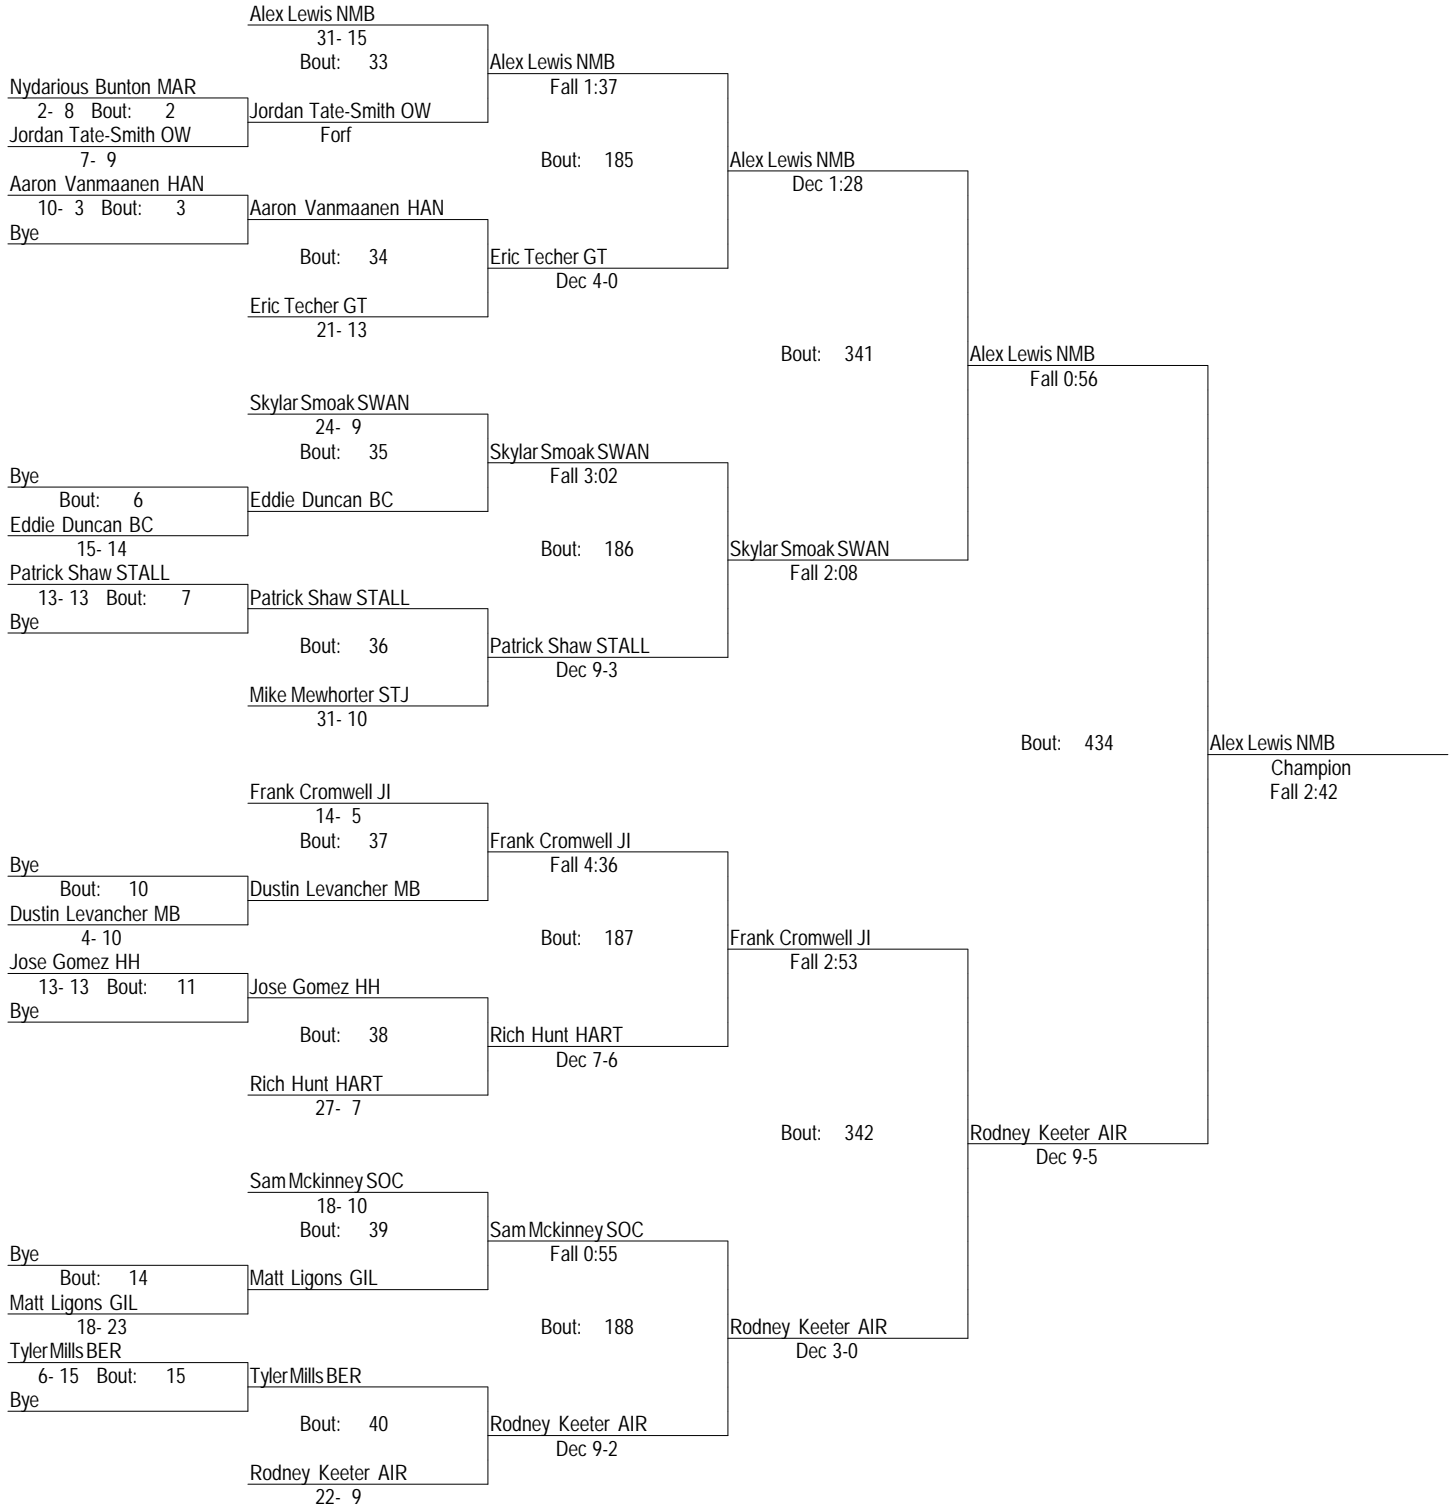 Alex Lewis NMB
31- 15
Bout: 33
Alex Lewis NMB
Fall 1:37
Nydarious Bunton MAR
2- 8 Bout: 2
Jordan Tate-Smith OW
Forf
Jordan Tate-Smith OW
7- 9
Bout: 185
Alex Lewis NMB
Dec 1:28
Aaron Vanmaanen HAN
10- 3 Bout: 3
Aaron Vanmaanen HAN
Bye
Bout: 34
Eric Techer GT
Dec 4-0
Eric Techer GT
21- 13
Bout: 341
Alex Lewis NMB
Fall 0:56
Skylar Smoak SWAN
24- 9
Bout: 35
Skylar Smoak SWAN
Fall 3:02
Bye
Bout: 6
Eddie Duncan BC
Eddie Duncan BC
15- 14
Bout: 186
Skylar Smoak SWAN
Fall 2:08
Patrick Shaw STALL
13- 13 Bout: 7
Patrick Shaw STALL
Bye
Bout: 36
Patrick Shaw STALL
Dec 9-3
Mike Mewhorter STJ
31- 10
Bout: 434
Alex Lewis NMB
Champion
Fall 2:42
Frank Cromwell JI
14- 5
Bout: 37
Frank Cromwell JI
Fall 4:36
Bye
Bout: 10
Dustin Levancher MB
Dustin Levancher MB
4- 10
Bout: 187
Frank Cromwell JI
Fall 2:53
Jose Gomez HH
13- 13 Bout: 11
Jose Gomez HH
Bye
Bout: 38
Rich Hunt HART
Dec 7-6
Rich Hunt HART
27- 7
Bout: 342
Rodney Keeter AIR
Dec 9-5
Sam Mckinney SOC
18- 10
Bout: 39
Sam Mckinney SOC
Fall 0:55
Bye
Bout: 14
Matt Ligons GIL
Matt Ligons GIL
18- 23
Bout: 188
Rodney Keeter AIR
Dec 3-0
Tyler Mills BER
6- 15 Bout: 15
Tyler Mills BER
Bye
Bout: 40
Rodney Keeter AIR
Dec 9-2
Rodney Keeter AIR
22- 9